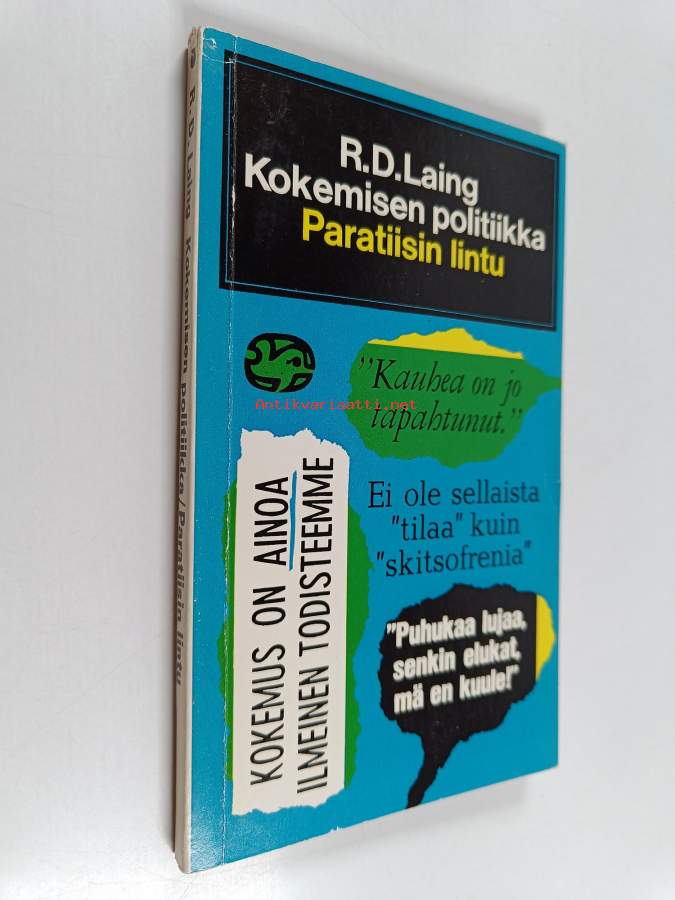 R.D. Laing Kokemisen politiikka/Paratiisin lintu
R.D.Laing
Kokemisen politiikka
Paratiisin lintu
"Kauhea on jo
tapahtunut."
Antikvariaatti.net
KOKEMUS ON AINOA
ILMEINEN TODISTEEMME
Ei ole sellaista
"tilaa" kuin
"skitsofrenia"
"Puhukaa lujaa,
senkin elukat,
mä en kuule!"